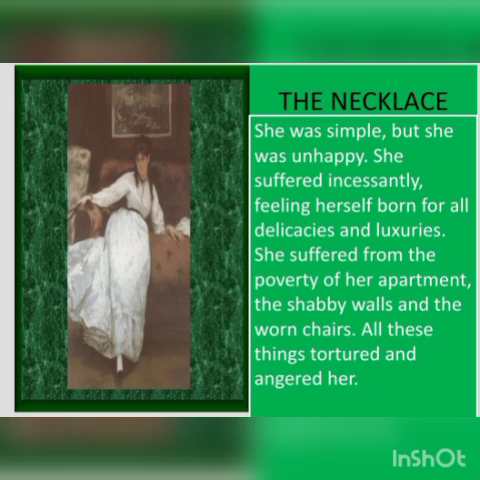 THE NECKLACE
She was simple, but she
was unhappy. She
suffered incessantly,
feeling herself born for all
delicacies and luxuries.
She suffered from the
poverty of her apartment,
the shabby walls and the
worn chairs. All these
things tortured and
angered her.
InShOt